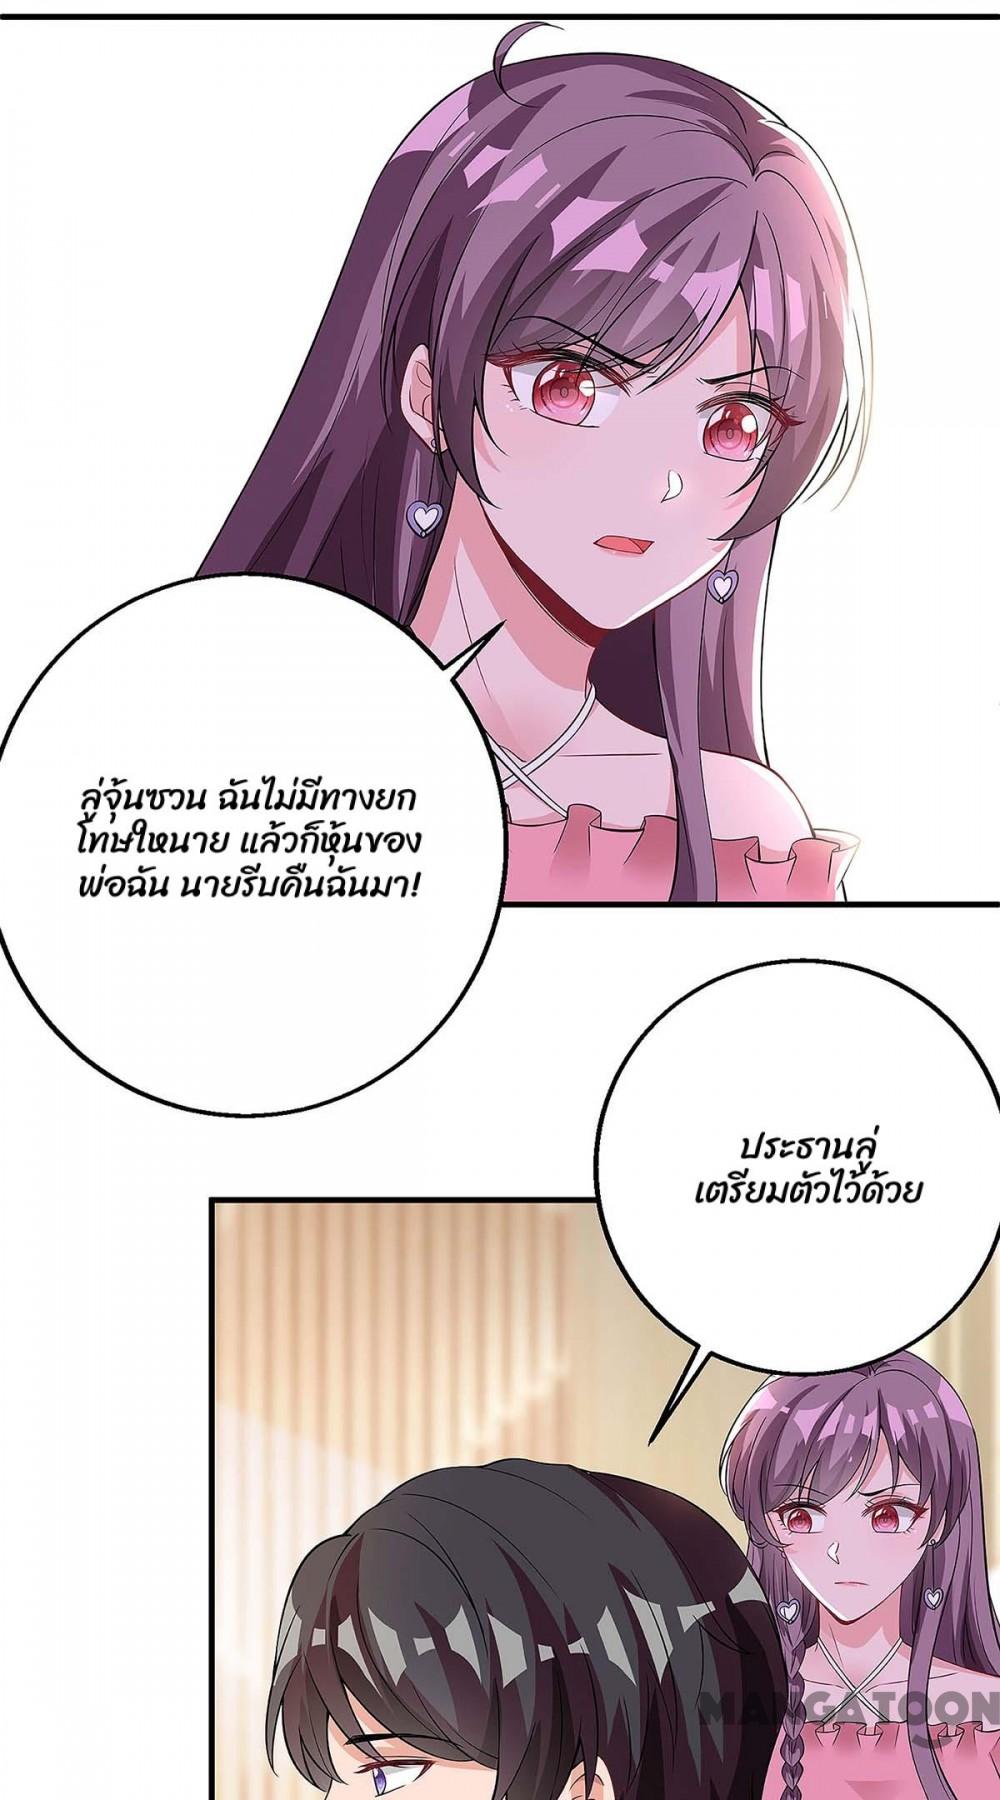 ลู่จุ้นซวน ฉันไม่มีทางยก
โทษให้นาย แล้วก็หุ้นของ
พ่อฉัน นายรีบคืนฉันมา!
ประธานลู่
เตรียมตัวไว้ด้วย
MANGATOON